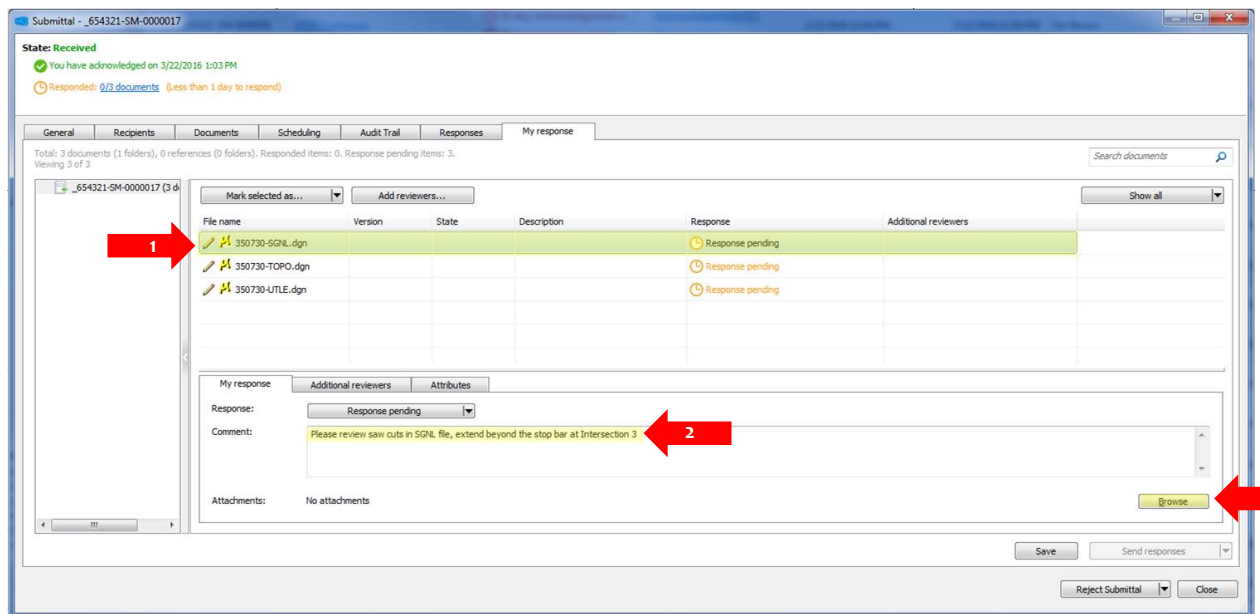 Submittal - _654321-SM-0000017
State: Received
You have acknowledged on 3/22/2016 1:03 PM
Responded: 0/3 documents (Less than 1 day to respond)
General Recipients Documents Scheduling Audit Trail Responses My response
Total: 3 documents (1 folders), 0 references (0 folders). Responded items: 0. Response pending items: 3.
Viewing 3 of 3
Search documents
_654321-SM-0000017 (3 d
Mark selected as... Add reviewers... Show all
File name Version State Description Response Additional reviewers
1
350730-SGNL.dgn Response pending
350730-TOPO.dgn Response pending
350730-UTLE.dgn Response pending
My response Additional reviewers Attributes
Response: Response pending
Comment: Please review saw cuts in SGNL file, extend beyond the stop bar at Intersection 3
2
Attachments: No attachments Browse
Save Send responses
Reject Submittal Close